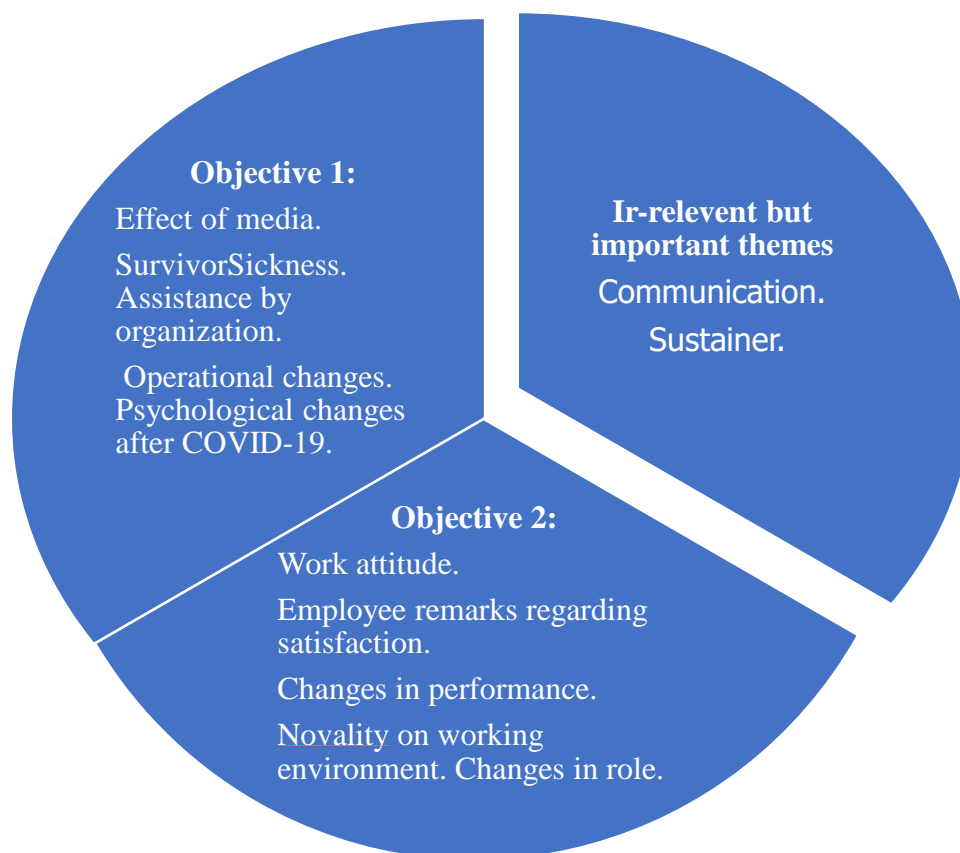 Objective 1:
Effect of media.
SurvivorSickness.
Assistance by
organization.
Operational changes.
Psychological changes
after COVID-19.
Ir-relevent but
important themes
Communication.
Sustainer.
Objective 2:
Work attitude.
Employee remarks regarding
satisfaction.
Changes in performance.
Novality on working
environment. Changes in role.